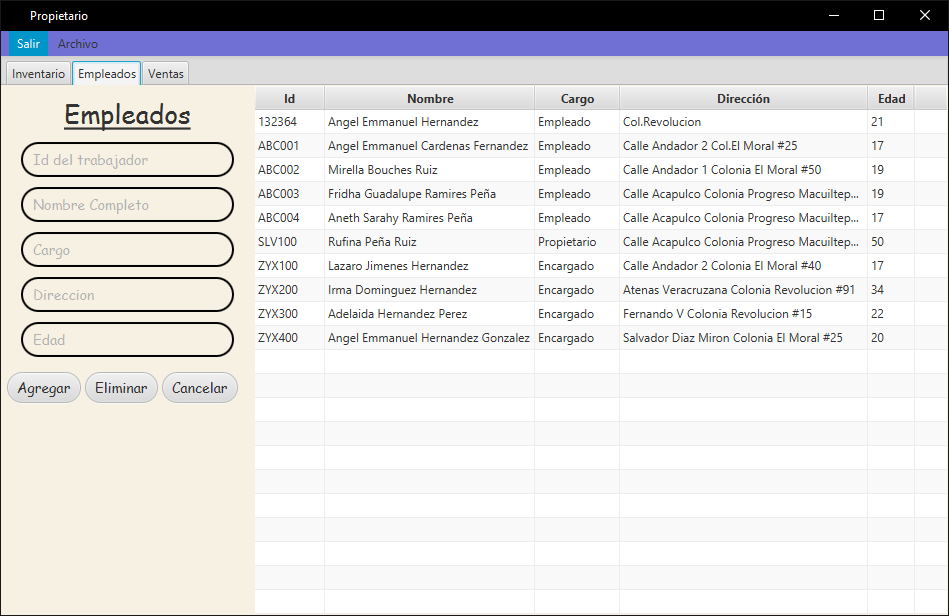 Propietario
Salir Archivo
Inventario Empleados Ventas
Empleados
Id del trabajador
Nombre Completo
Cargo
Direccion
Edad
Agregar Eliminar Cancelar
Id Nombre Cargo Dirección Edad
132364 Angel Emmanuel Hernandez Empleado Col.Revolucion 21
ABC001 Angel Emmanuel Cardenas Fernandez Empleado Calle Andador 2 Col.El Moral #25 17
ABC002 Mirella Bouches Ruiz Empleado Calle Andador 1 Colonia El Moral #50 19
ABC003 Fridha Guadalupe Ramires Peña Empleado Calle Acapulco Colonia Progreso Macuiltep... 19
ABC004 Aneth Sarahy Ramires Peña Empleado Calle Acapulco Colonia Progreso Macuiltep... 17
SLV100 Rufina Peña Ruiz Propietario Calle Acapulco Colonia Progreso Macuiltep... 50
ZYX100 Lazaro Jimenes Hernandez Encargado Calle Andador 2 Colonia El Moral #40 17
ZYX200 Irma Dominguez Hernandez Encargado Atenas Veracruzana Colonia Revolucion #91 34
ZYX300 Adelaida Hernandez Perez Encargado Fernando V Colonia Revolucion #15 22
ZYX400 Angel Emmanuel Hernandez Gonzalez Encargado Salvador Diaz Miron Colonia El Moral #25 20